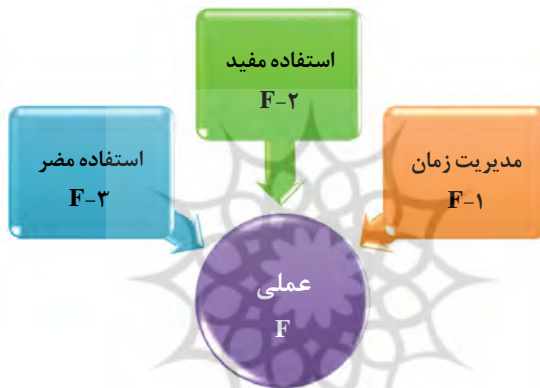 استفاده مفید
F-۲
مدیریت زمان
F-۱
استفاده مضر
F-۳
عملی
F